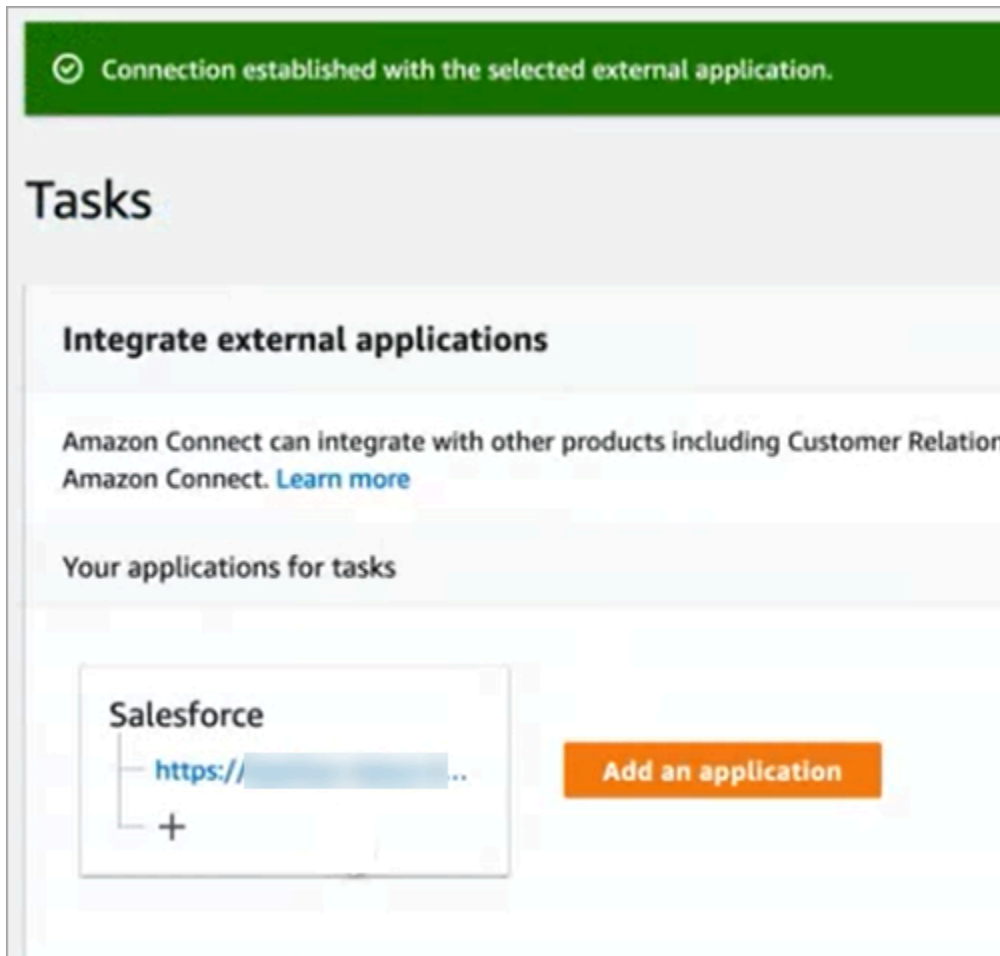 Connection established with the selected external application.
Tasks
Integrate external applications
Amazon Connect can integrate with other products including Customer
Amazon Connect. Learn more
Your applications for tasks
Salesforce
https://
...
+
Add an application